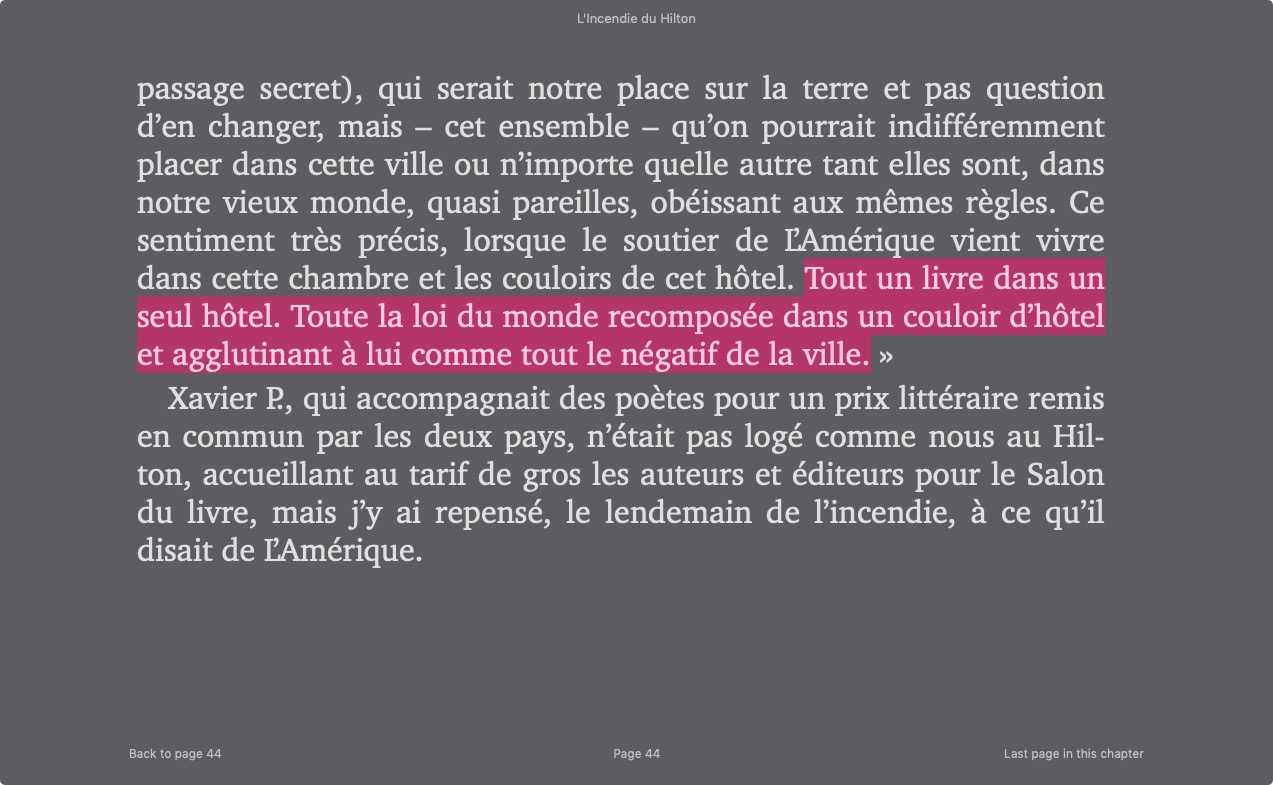 L'Incendie du Hilton
passage secret), qui serait notre place sur la terre et pas question
d’en changer, mais – cet ensemble – qu’on pourrait indifféremment
placer dans cette ville ou n’importe quelle autre tant elles sont, dans
notre vieux monde, quasi pareilles, obéissant aux mêmes règles. Ce
sentiment très précis, lorsque le soutier de L’Amérique vient vivre
dans cette chambre et les couloirs de cet hôtel. Tout un livre dans un
seul hôtel. Toute la loi du monde recomposée dans un couloir d’hôtel
et agglutinant à lui comme tout le négatif de la ville. »
Xavier P., qui accompagnait des poètes pour un prix littéraire remis
en commun par les deux pays, n’était pas logé comme nous au Hil-
ton, accueillant au tarif de gros les auteurs et éditeurs pour le Salon
du livre, mais j’y ai repensé, le lendemain de l’incendie, à ce qu’il
disait de L’Amérique.
Back to page 44
Page 44
Last page in this chapter